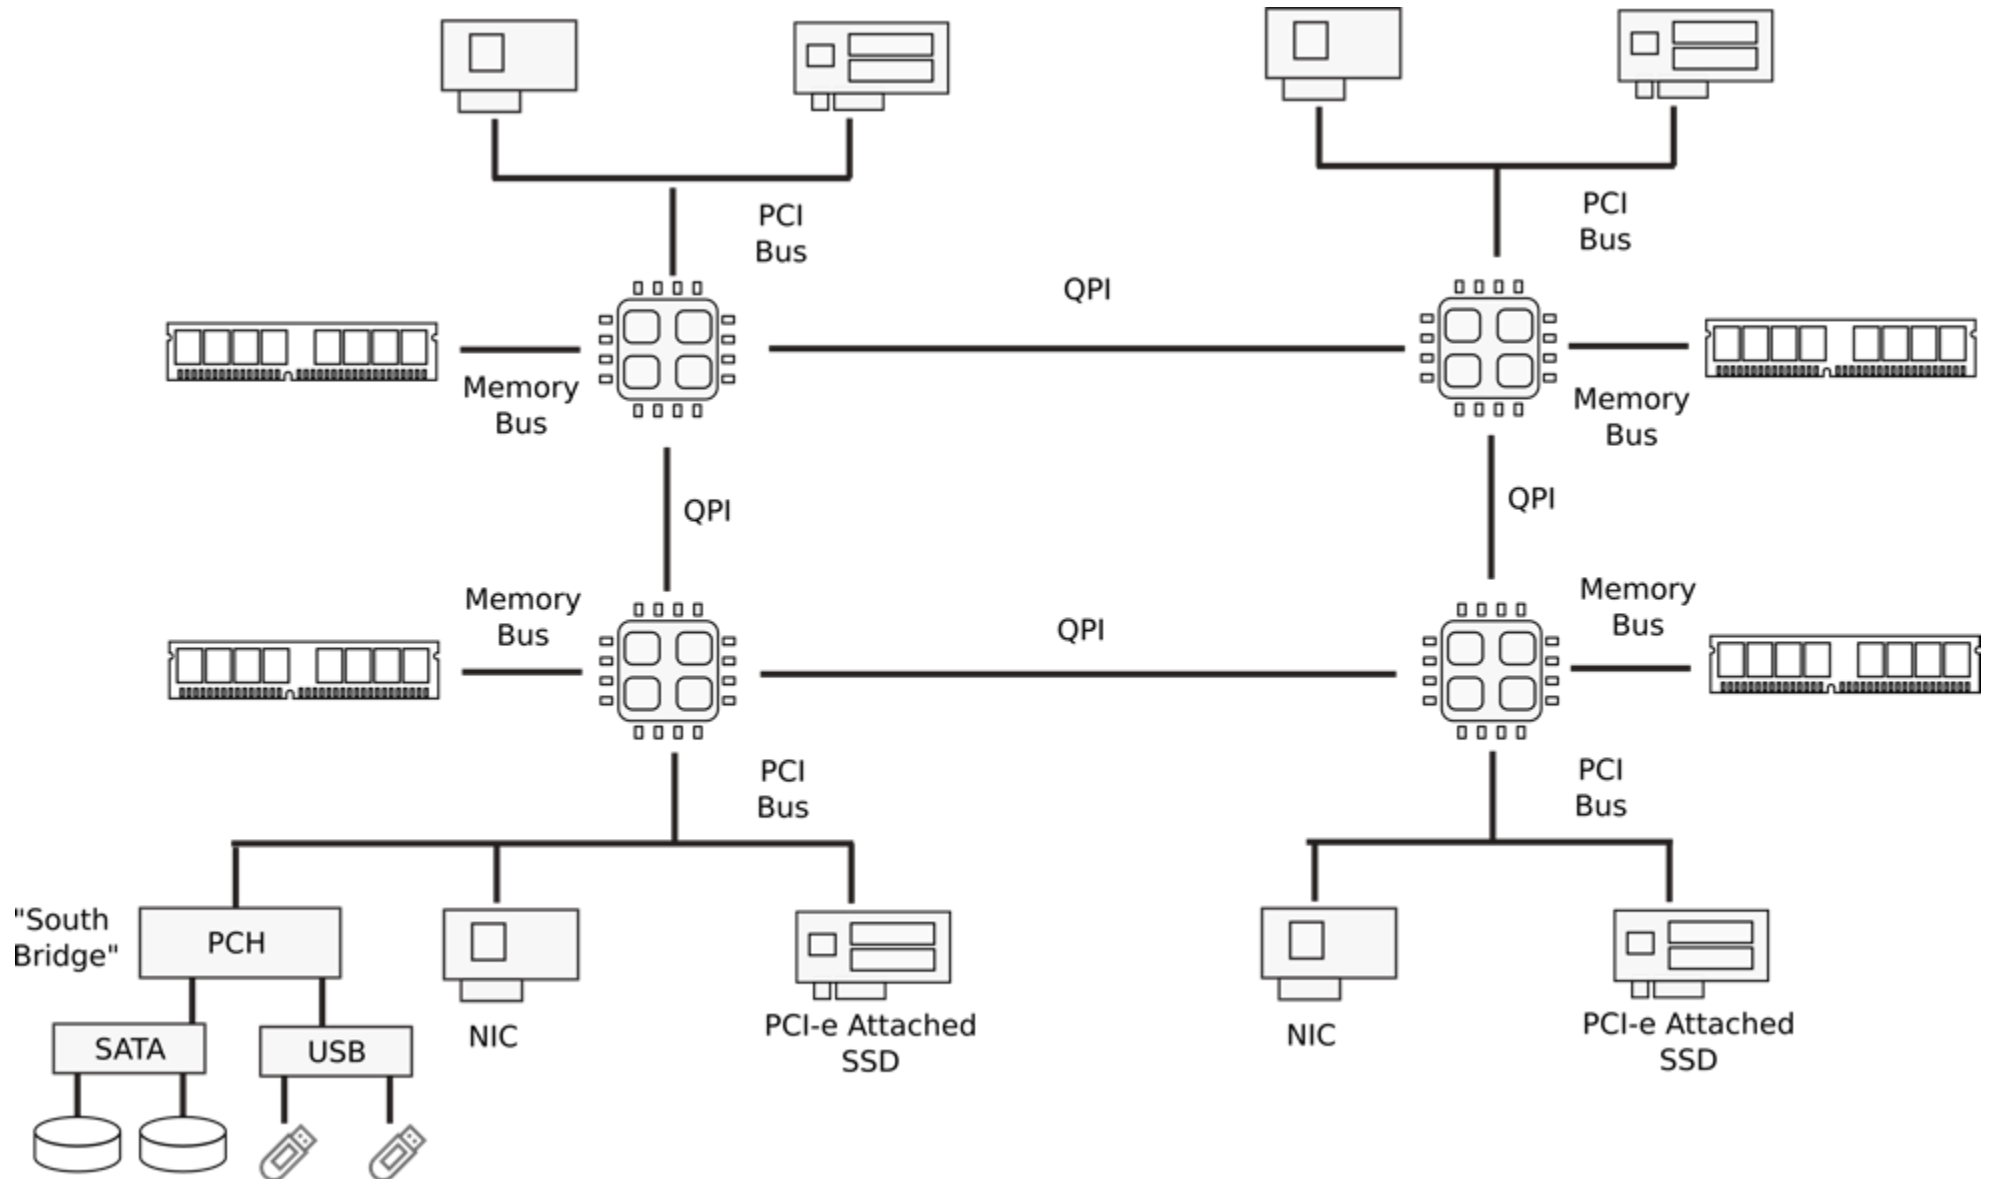 PCI
Bus
PCI
Bus
QPI
Memory
Bus
Memory
Bus
QPI
QPI
Memory
Bus
Memory
Bus
QPI
PCI
Bus
PCI
Bus
"South
Bridge"
PCH
SATA
USB
NIC
PCI-e Attached
SSD
NIC
PCI-e Attached
SSD